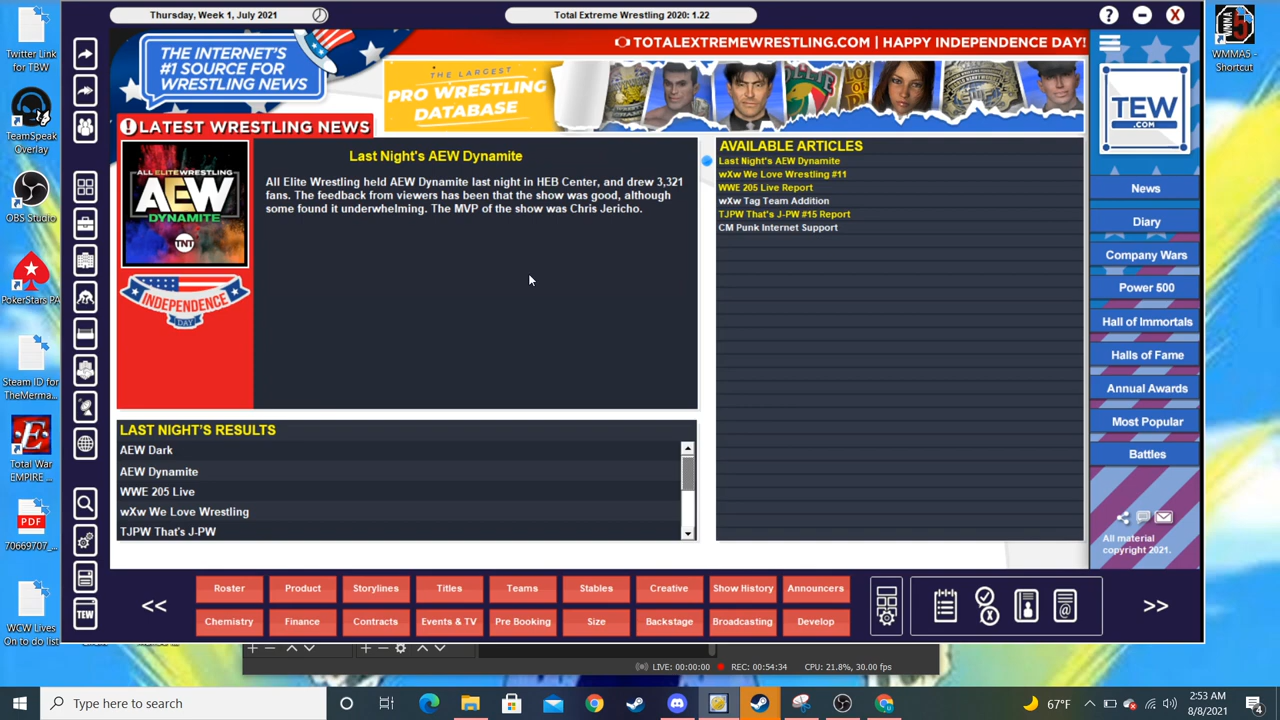 Thursday, Week 1, July 2021
Total Extreme Wrestling 2020: 1.22
?
X
Twitter Link
for TBW
TeamSpeak
Overlay
OBS Studio
PokerStars PA
Steam ID for
TheMerma...
Total War
EMPIRE ...
PDF
70669707_...
WCW Lives
On to do list
WMMA5 -
Shortcut
THE INTERNET'S
#1 SOURCE FOR
WRESTLING NEWS
TOTALEXTREMEWRESTLING.COM | HAPPY INDEPENDENCE DAY!
THE LARGEST
PRO WRESTLING
DATABASE
TEW
.COM
LATEST WRESTLING NEWS
ALL ELITE WRESTLING
AEW
DYNAMITE
TNT
INDEPENDENCE
DAY
Last Night's AEW Dynamite
All Elite Wrestling held AEW Dynamite last night in HEB Center, and drew 3,321
fans. The feedback from viewers has been that the show was good, although
some found it underwhelming. The MVP of the show was Chris Jericho.
AVAILABLE ARTICLES
Last Night's AEW Dynamite
wXw We Love Wrestling #11
WWE 205 Live Report
wXw Tag Team Addition
TJPW That's J-PW #15 Report
CM Punk Internet Support
News
Diary
Company Wars
Power 500
Hall of Immortals
Halls of Fame
Annual Awards
Most Popular
Battles
All material
copyright 2021.
LAST NIGHT'S RESULTS
AEW Dark
AEW Dynamite
WWE 205 Live
wXw We Love Wrestling
TJPW That's J-PW
TEW
<<
Roster
Product
Storylines
Titles
Teams
Stables
Creative
Show History
Announcers
Chemistry
Finance
Contracts
Events & TV
Pre Booking
Size
Backstage
Broadcasting
Develop
>>
LIVE: 00:00:00
REC: 00:54:34
CPU: 21.8%, 30.00 fps
Type here to search
67°F
2:53 AM
8/8/2021
4